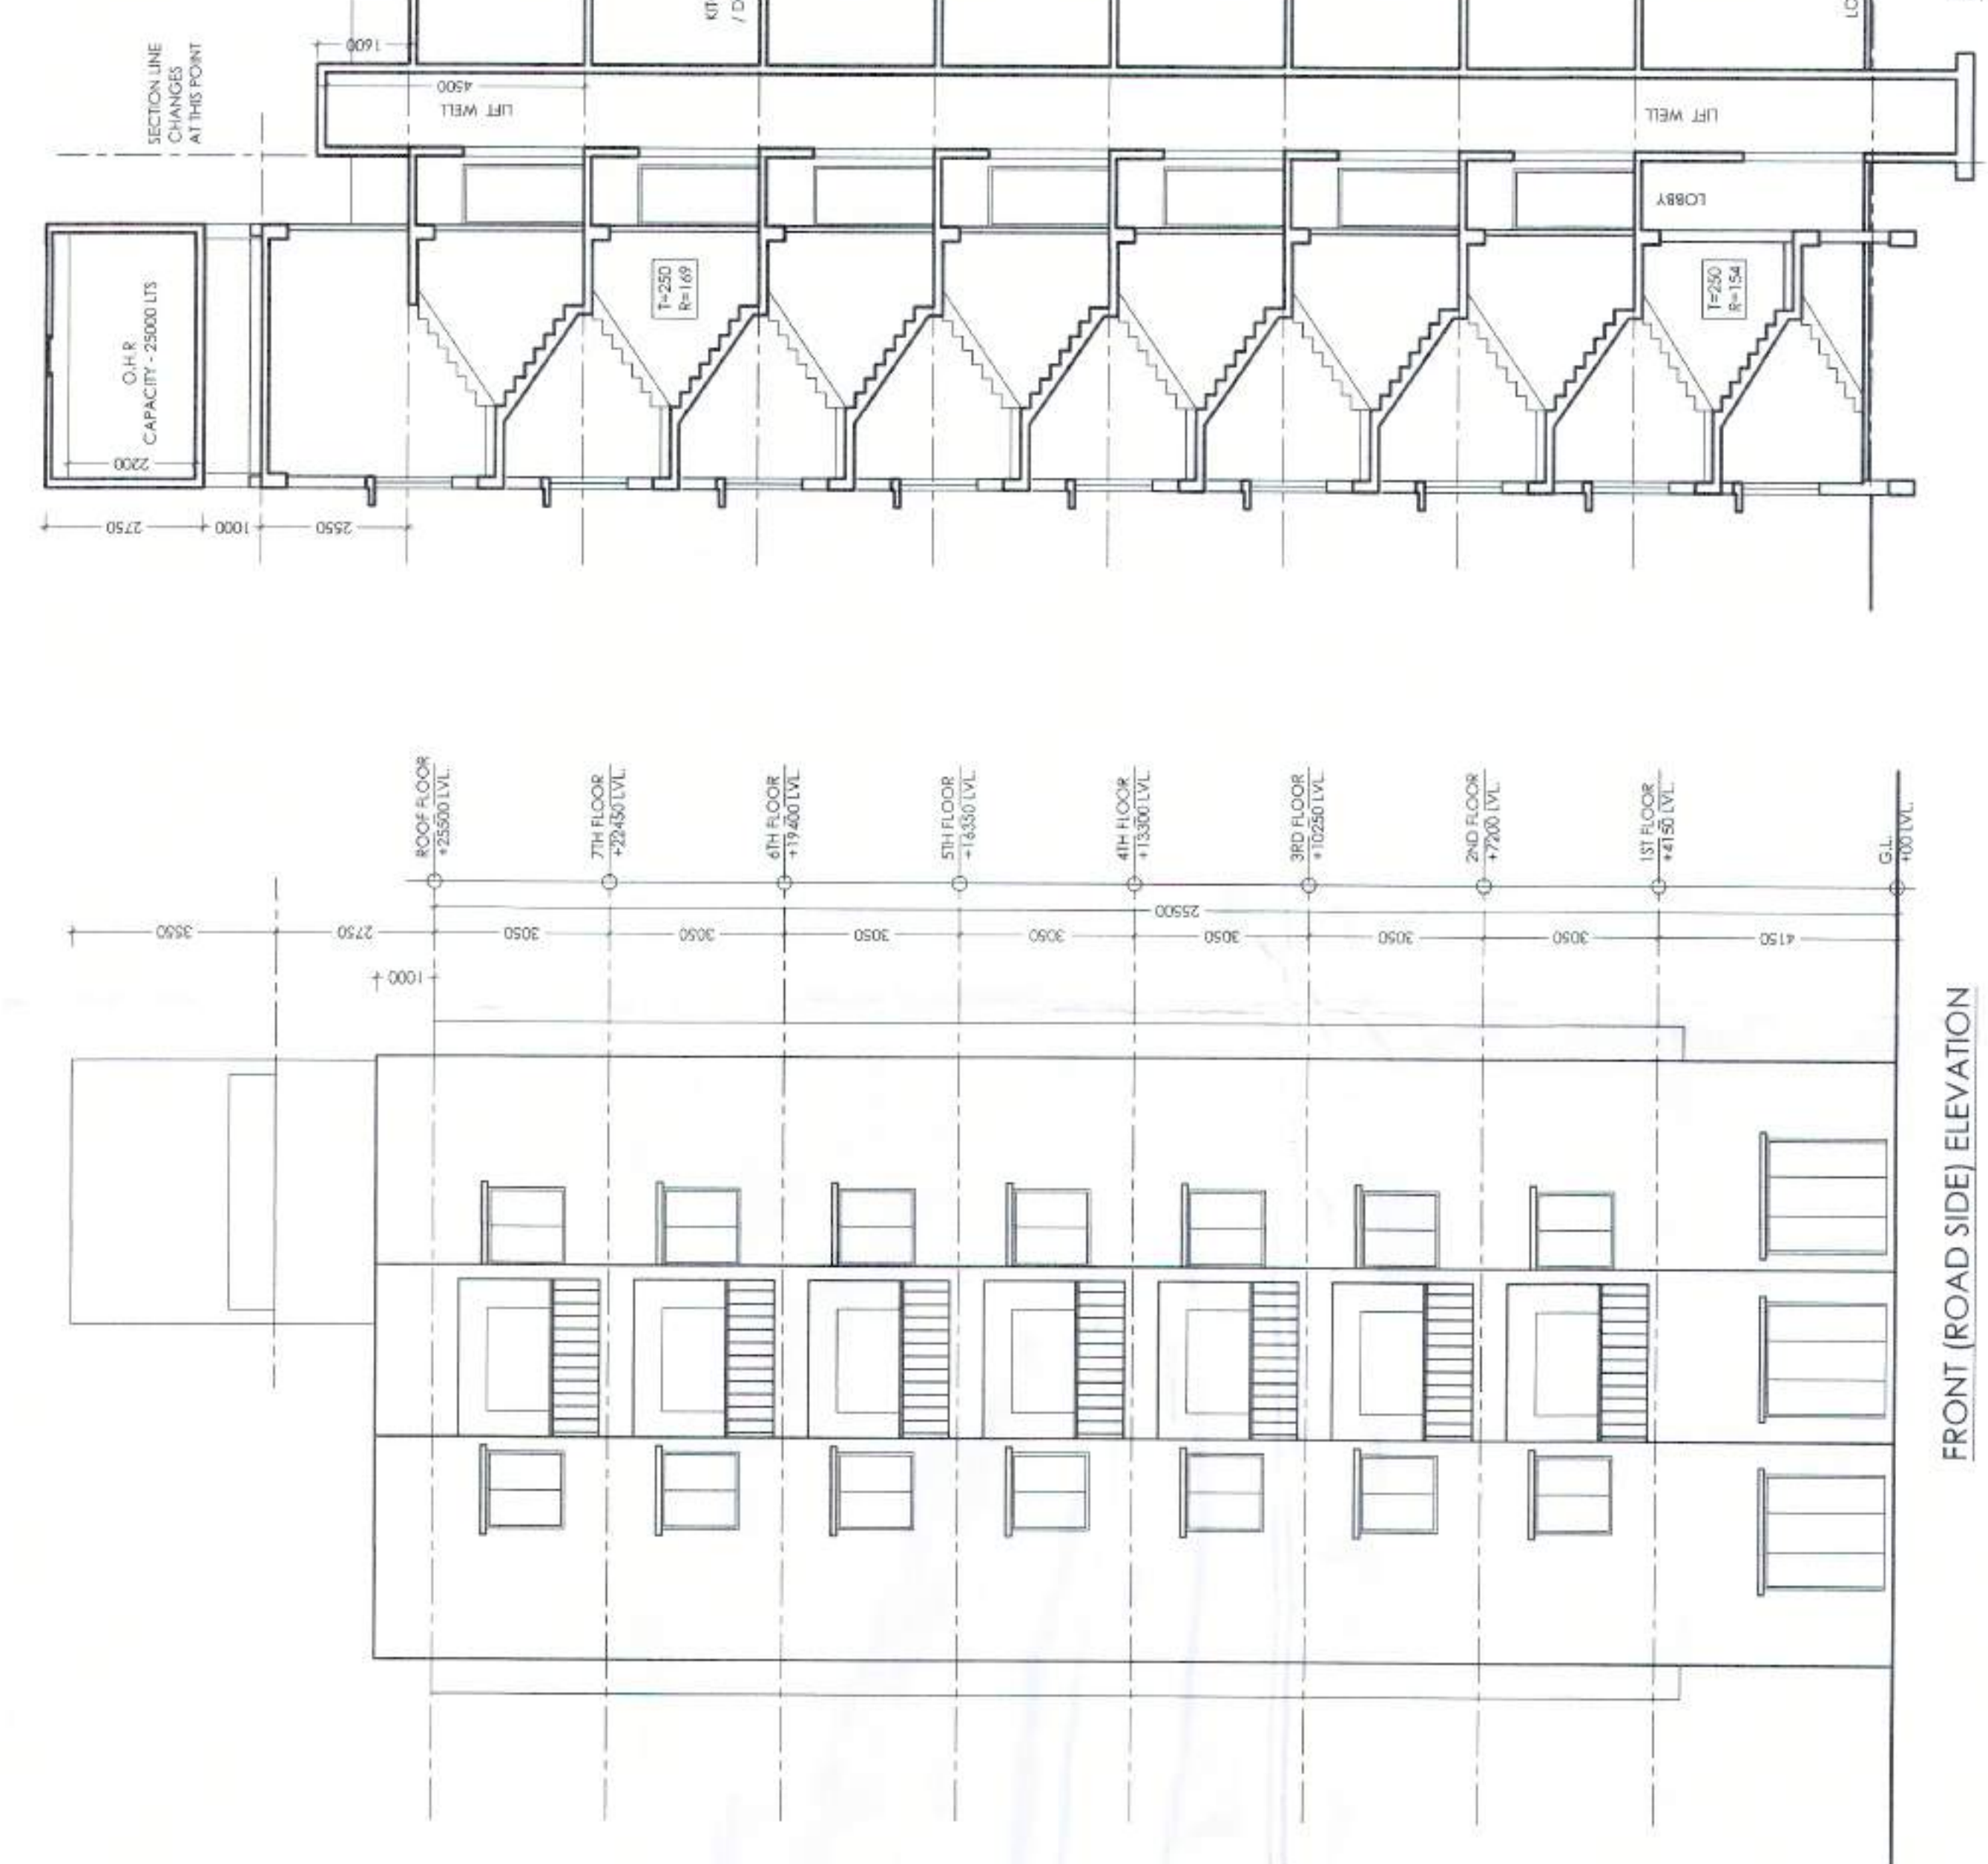 SECTION LINE
CHANGES
AT THIS POINT
1600
4500
LIFT WELL
LIFT WELL
LOBBY
O.H.R
CAPACITY - 25000 LTS
2200
T=250
R=169
T=250
R=154
2750
1000
2550
ROOF FLOOR
+25500 LVL.
7TH FLOOR
+22450 LVL.
6TH FLOOR
+19400 LVL.
5TH FLOOR
+16350 LVL.
4TH FLOOR
+13300 LVL.
3RD FLOOR
+10250 LVL.
2ND FLOOR
+7200 LVL.
1ST FLOOR
+4150 LVL.
G.L.
+00 LVL.
25500
3550
2750
3050
3050
3050
3050
3050
3050
3050
4150
1000
FRONT (ROAD SIDE) ELEVATION